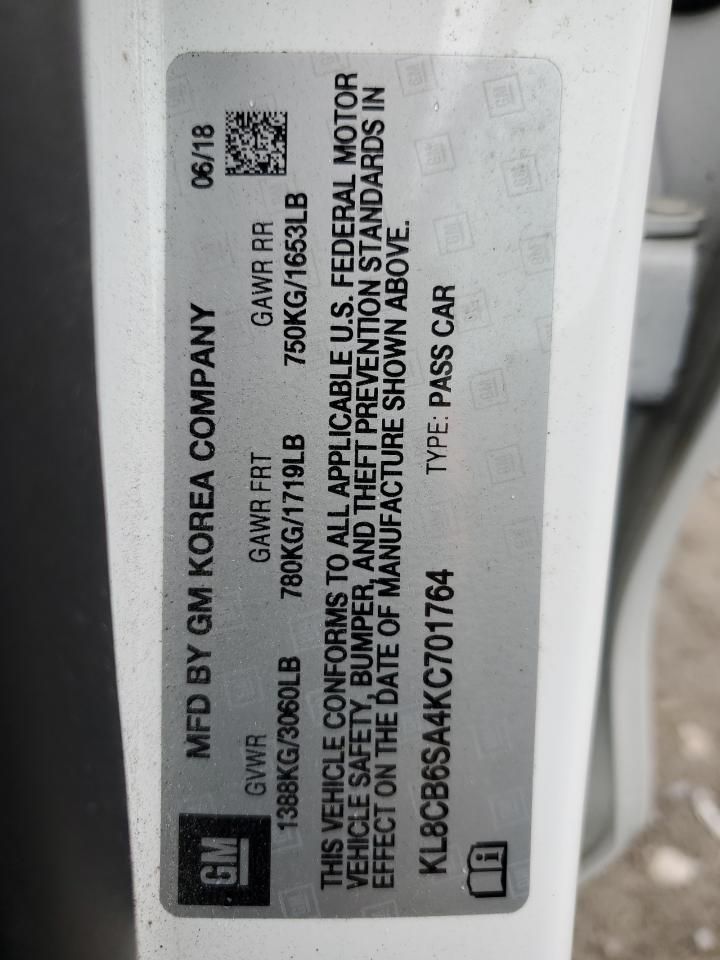 GM
MFD BY GM KOREA COMPANY 06/18
GVWR GAWR FRT GAWR RR
1388KG/3060LB 780KG/1719LB 750KG/1653LB
THIS VEHICLE CONFORMS TO ALL APPLICABLE U.S. FEDERAL MOTOR
VEHICLE SAFETY, BUMPER, AND THEFT PREVENTION STANDARDS IN
EFFECT ON THE DATE OF MANUFACTURE SHOWN ABOVE.
KL8CB6SA4KC701764 TYPE: PASS CAR